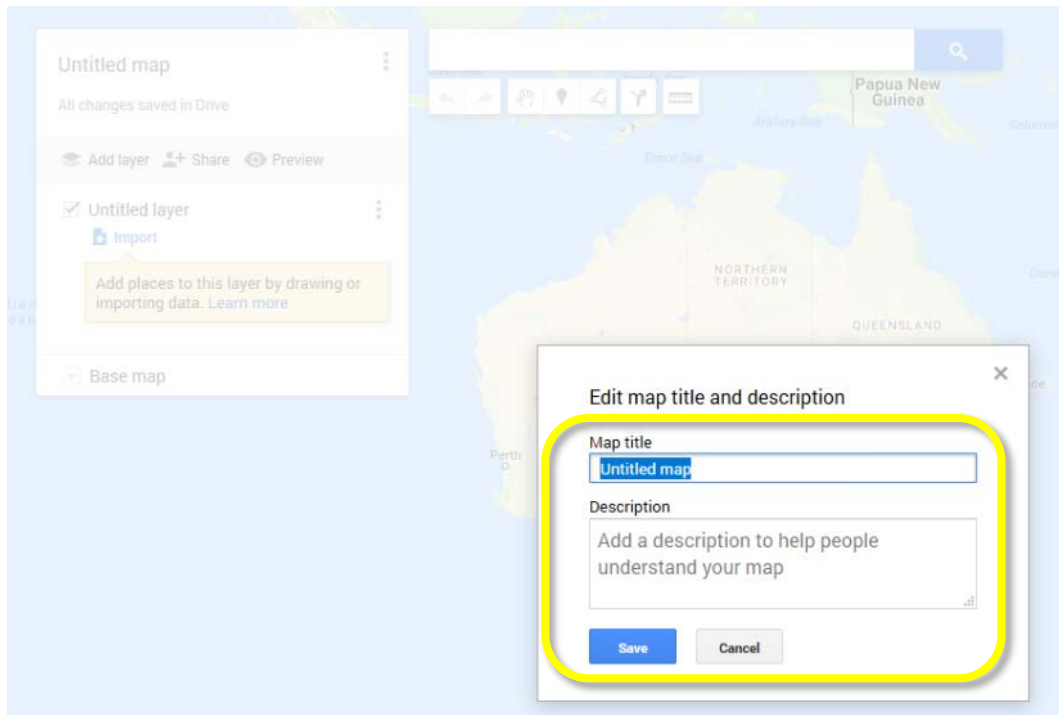 Untitled map
All changes saved in Drive
Add layer Share Preview
Untitled layer
Import
Add places to this layer by drawing or
importing data. Learn more
Base map
Papua New
Guinea
Arafura Sea
Timor Sea
NORTHERN
TERRITORY
QUEENSLAND
Perth
Edit map title and description
Map title
Untitled map
Description
Add a description to help people
understand your map
Save Cancel